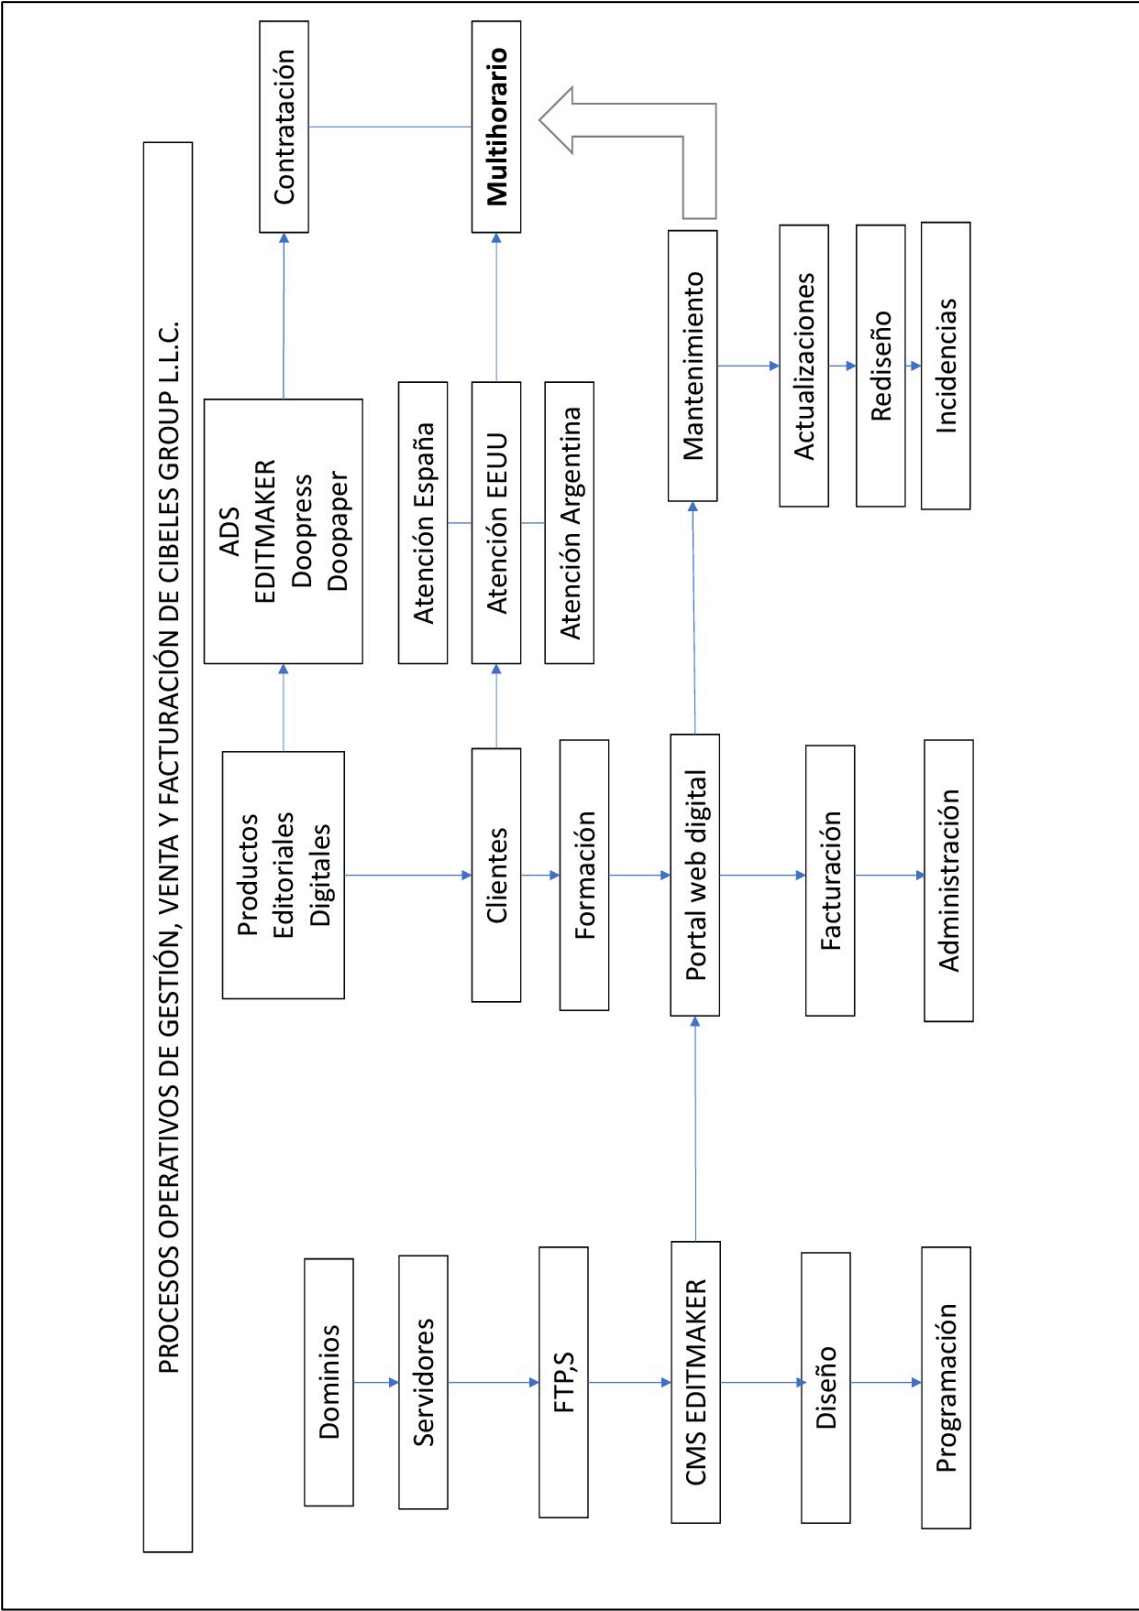 PROCESOS OPERATIVOS DE GESTIÓN, VENTA Y FACTURACIÓN DE CIBELES GROUP L.L.C.
Dominios
Servidores
FTP,S
CMS EDITMAKER
Diseño
Programación
Productos
Editoriales
Digitales
Clientes
Formación
Portal web digital
Facturación
Administración
ADS
EDITMAKER
Doopress
Doopaper
Atención España
Atención EEUU
Atención Argentina
Mantenimiento
Actualizaciones
Rediseño
Incidencias
Contratación
Multihorario